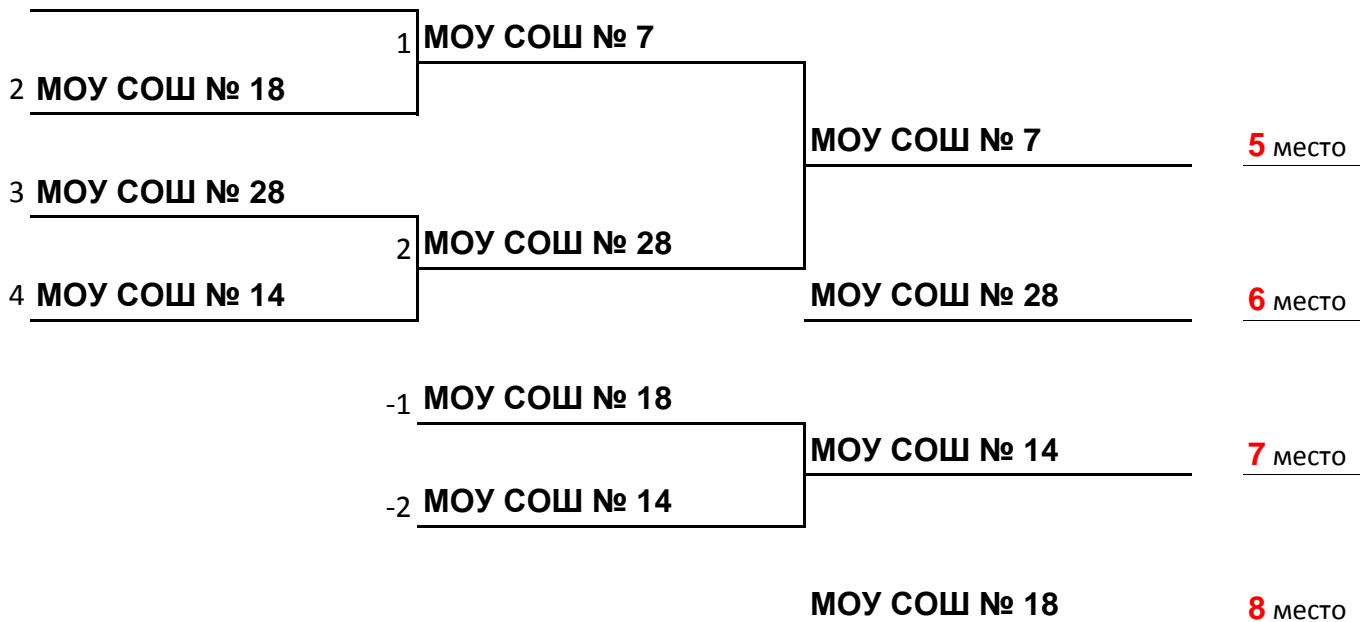 1 МОУ СОШ № 7
2 МОУ СОШ № 18
МОУ СОШ № 7 5 место
3 МОУ СОШ № 28
2 МОУ СОШ № 28
4 МОУ СОШ № 14
МОУ СОШ № 28 6 место
-1 МОУ СОШ № 18
МОУ СОШ № 14 7 место
-2 МОУ СОШ № 14
МОУ СОШ № 18 8 место